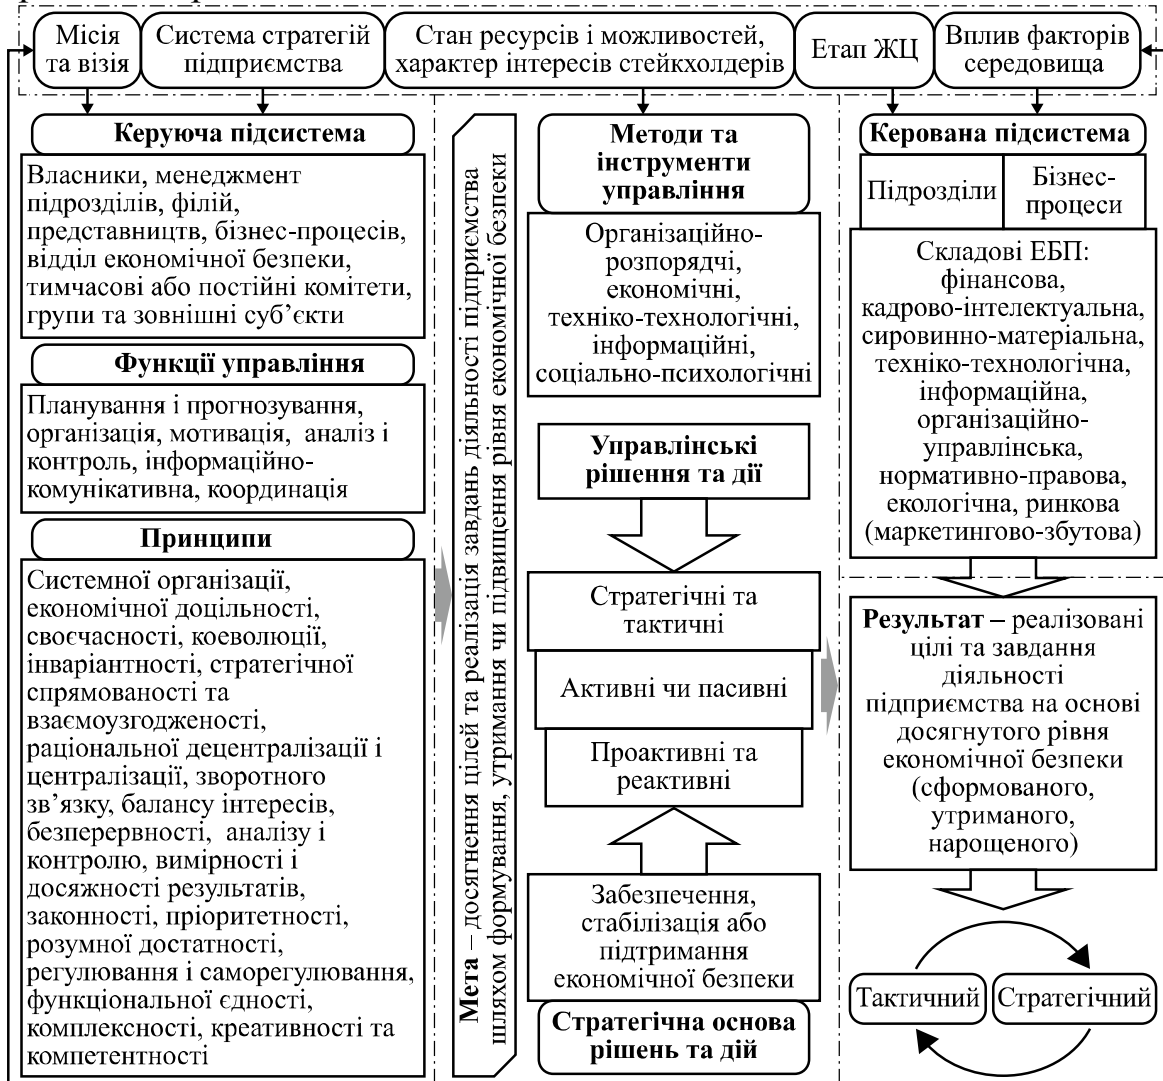 Місія
та візія
Система стратегій
підприємства
Стан ресурсів і можливостей,
характер інтересів стейкхолдерів
Етап ЖЦ
Вплив факторів
середовища
Керуюча підсистема
Власники, менеджмент
підрозділів, філій,
представництв, бізнес-процесів,
відділ економічної безпеки,
тимчасові або постійні комітети,
групи та зовнішні суб’єкти
Функції управління
Планування і прогнозування,
організація, мотивація, аналіз і
контроль, інформаційно-
комунікативна, координація
Принципи
Системної організації,
економічної доцільності,
своєчасності, коеволюції,
інваріантності, стратегічної
спрямованості та
взаємоузгодженості,
раціональної децентралізації і
централізації, зворотного
зв’язку, балансу інтересів,
безперервності, аналізу і
контролю, вимірності і
досяжності результатів,
законності, пріоритетності,
розумної достатності,
регулювання і саморегулювання,
функціональної єдності,
комплексності, креативності та
компетентності
Мета – досягнення цілей та реалізація завдань діяльності підприємства
шляхом формування, утримання чи підвищення рівня економічної безпеки
Методи та
інструменти
управління
Організаційно-
розпорядчі,
економічні,
техніко-технологічні,
інформаційні,
соціально-психологічні
Управлінські
рішення та дії
Стратегічні та
тактичні
Активні чи пасивні
Проактивні та
реактивні
Забезпечення,
стабілізація або
підтримання
економічної безпеки
Стратегічна основа
рішень та дій
Керована підсистема
Підрозділи
Бізнес-
процеси
Складові ЕБП:
фінансова,
кадрово-інтелектуальна,
сировинно-матеріальна,
техніко-технологічна,
інформаційна,
організаційно-
управлінська,
нормативно-правова,
екологічна, ринкова
(маркетингово-збутова)
Результат – реалізовані
цілі та завдання
діяльності
підприємства на основі
досягнутого рівня
економічної безпеки
(сформованого,
утриманого,
нарощеного)
Тактичний
Стратегічний